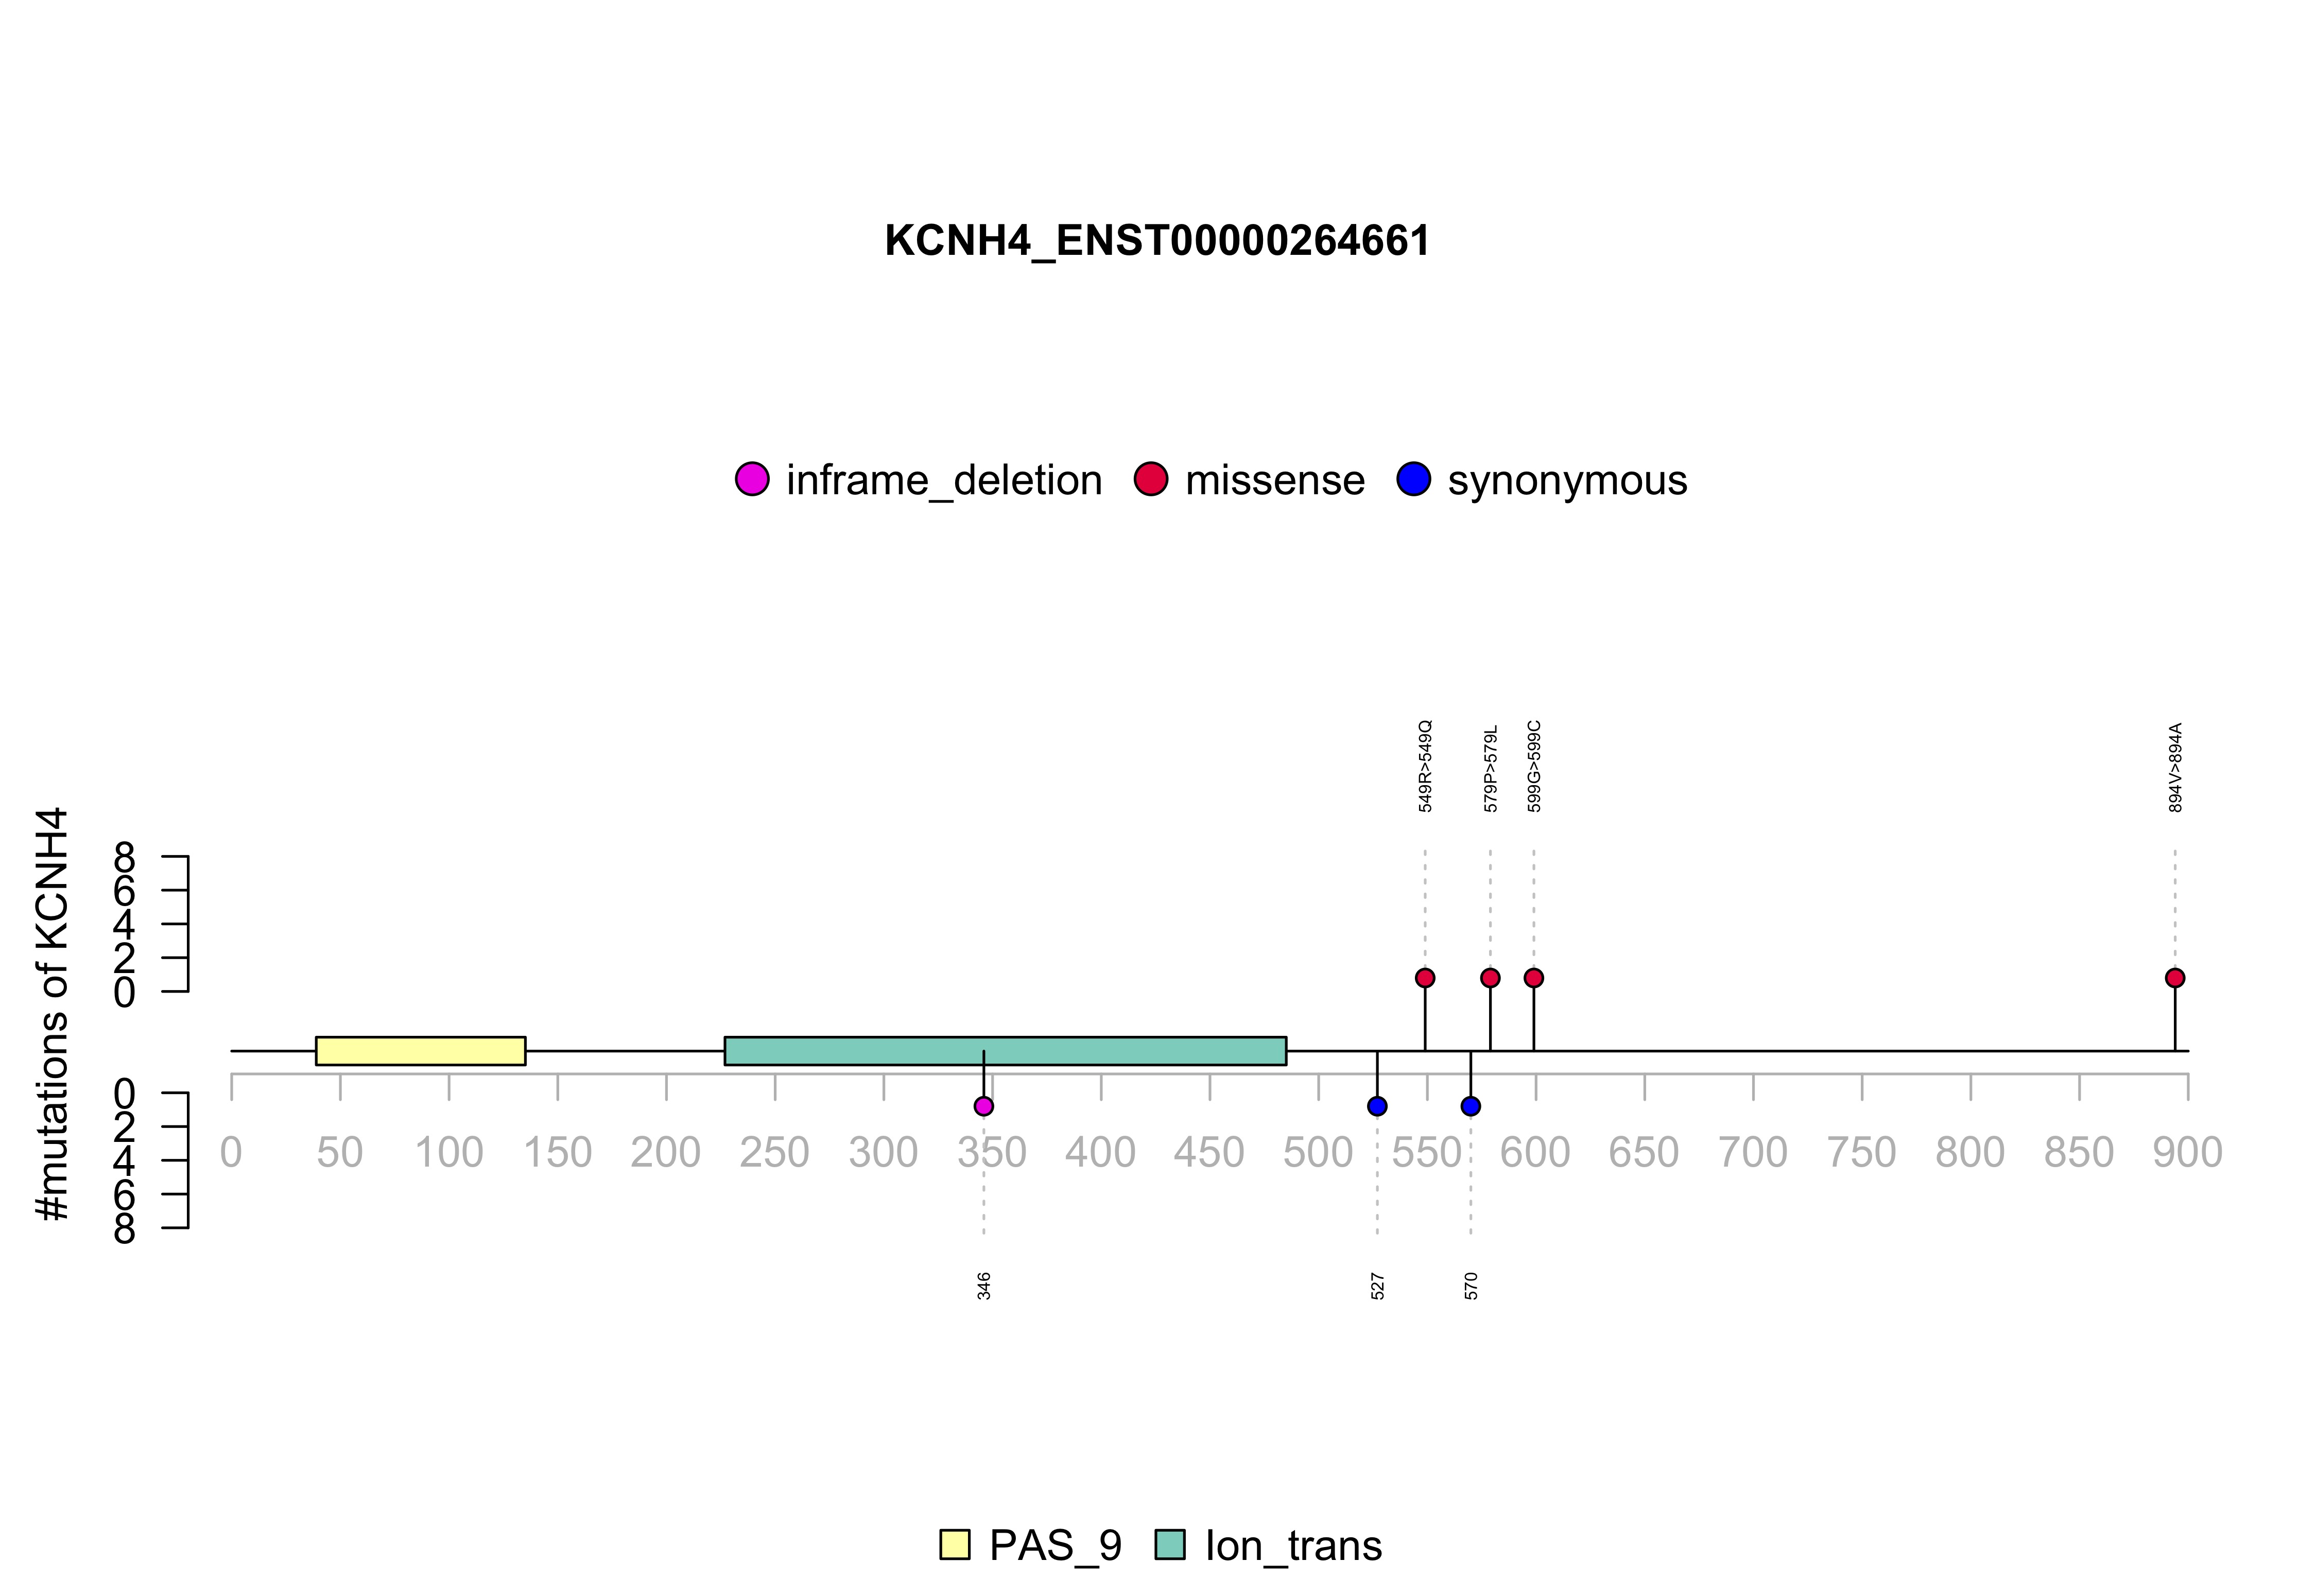 KCNH4_ENST00000264661
inframe_deletion missense synonymous
549R>549Q 579P>579L 599G>599C 894V>894A
#mutations of KCNH4
8
6
4
2
0
0
2
4
6
8
0 50 100 150 200 250 300 350 400 450 500 550 600 650 700 750 800 850 900
346 527 570
PAS_9 Ion_trans